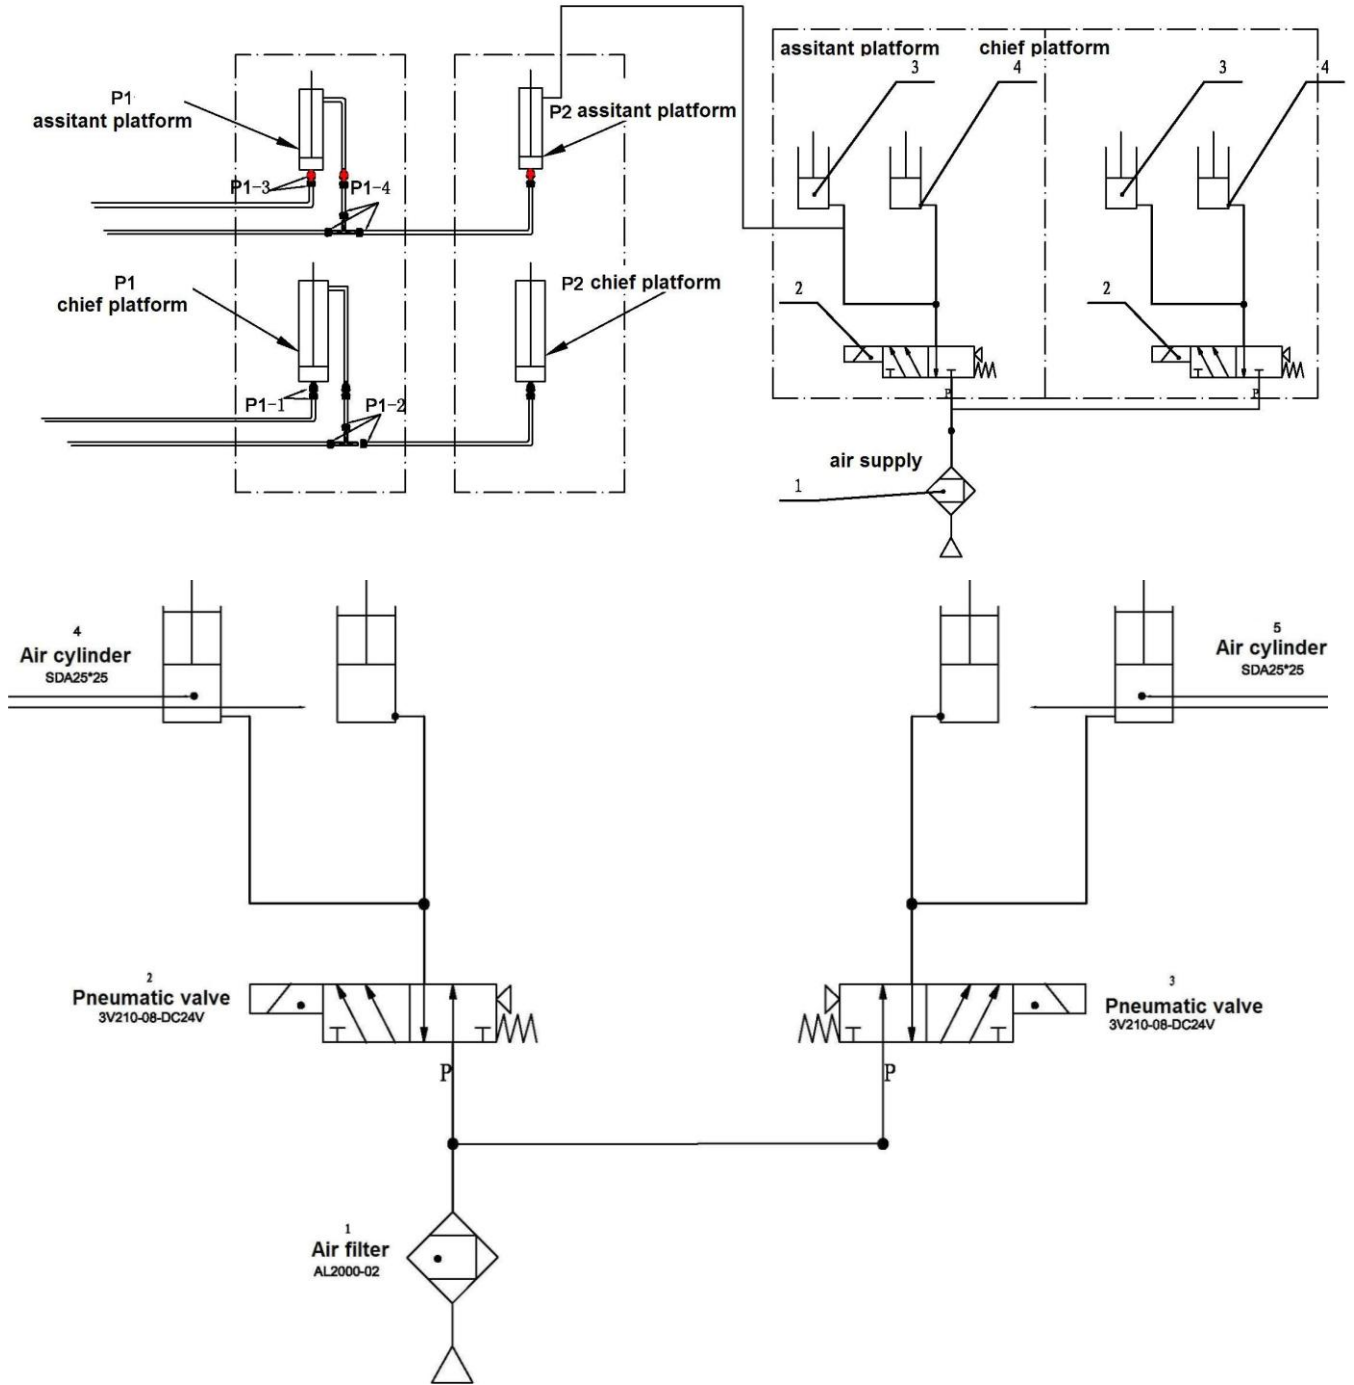 assitant platform
chief platform
3
4
3
4
P1
assitant platform
P2 assitant platform
P1-3
P1-4
P1
chief platform
P2 chief platform
2
2
P
P
P1-1
P1-2
air supply
1
4
Air cylinder
SDA25*25
5
Air cylinder
SDA25*25
2
Pneumatic valve
3V210-08-DC24V
3
Pneumatic valve
3V210-08-DC24V
P
P
1
Air filter
AL2000-02